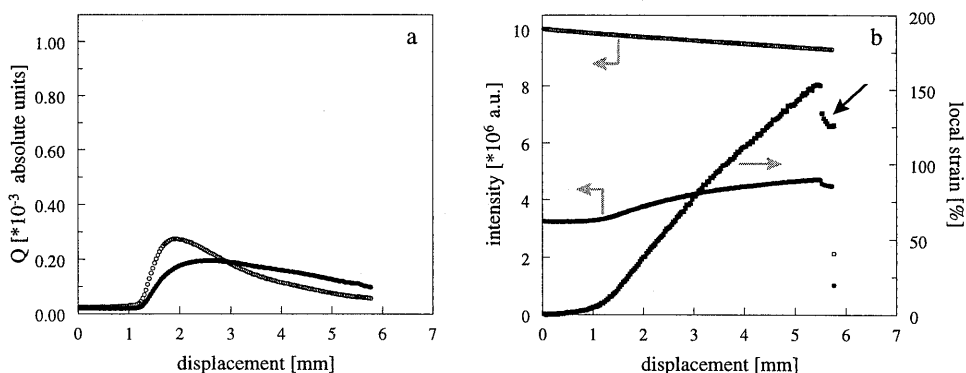 a
1.00
0.80
0.60
0.40
0.20
0.00
Q [*10⁻³ absolute units]
0 1 2 3 4 5 6 7
displacement [mm]
b
10
8
6
4
2
0
intensity [*10⁶ a.u.]
200
150
100
50
0
local strain [%]
0 1 2 3 4 5 6 7
displacement [mm]